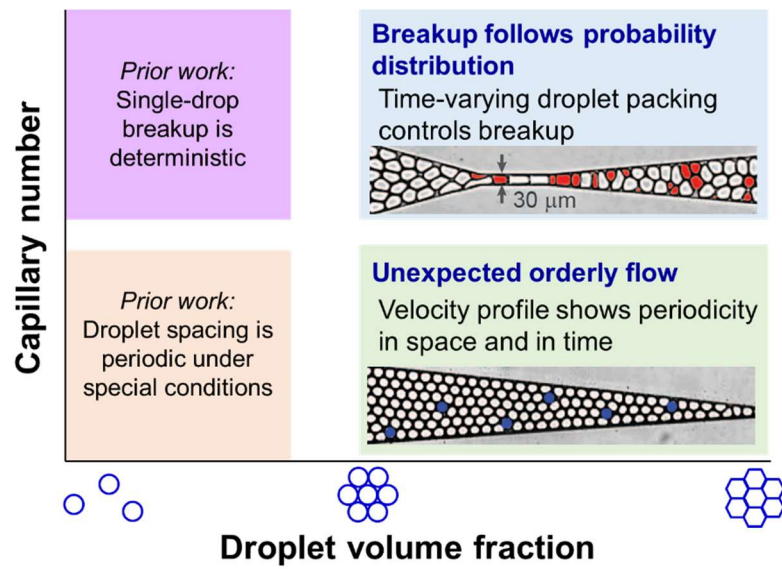 Capillary number
Prior work:
Single-drop
breakup is
deterministic
Breakup follows probability
distribution
Time-varying droplet packing
controls breakup
30 μm
Prior work:
Droplet spacing is
periodic under
special conditions
Unexpected orderly flow
Velocity profile shows periodicity
in space and in time
Droplet volume fraction